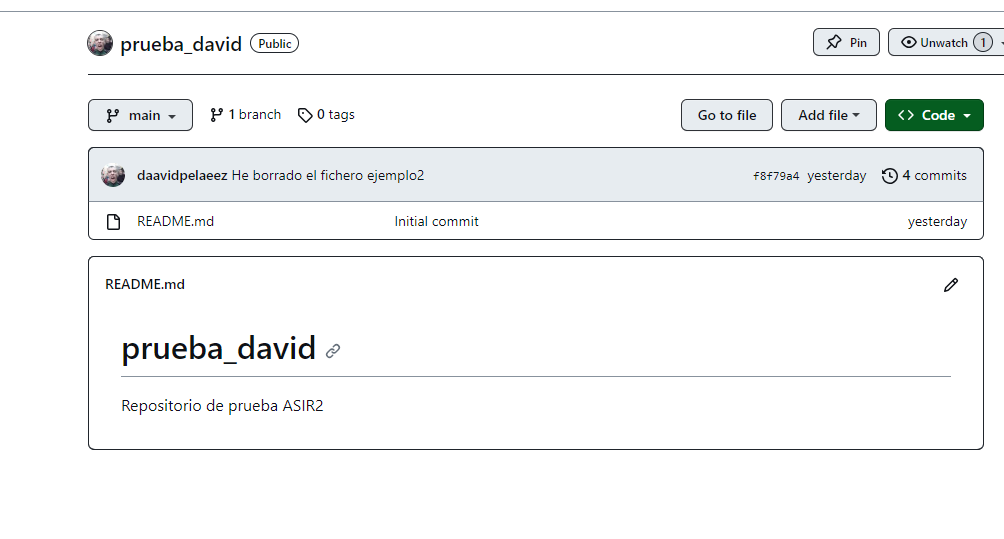 prueba_david Public Pin Unwatch 1
main 1 branch 0 tags Go to file Add file Code
daavidpelaeez He borrado el fichero ejemplo2 f8f79a4 yesterday 4 commits
README.md Initial commit yesterday
README.md
prueba_david
Repositorio de prueba ASIR2